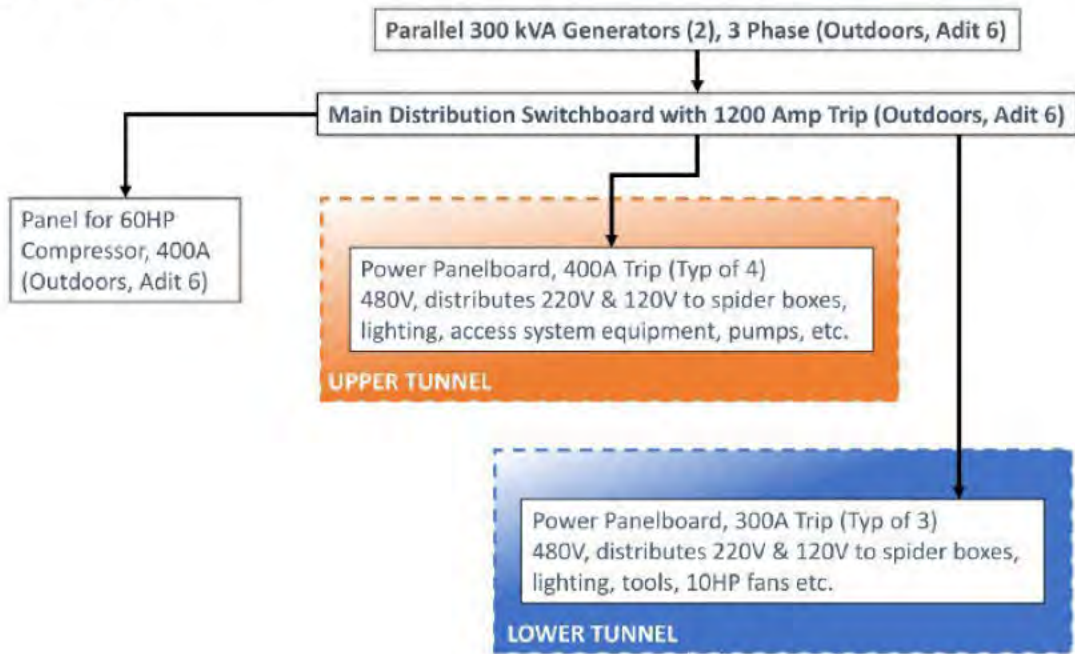 Parallel 300 kVA Generators (2), 3 Phase (Outdoors, Adit 6)
Main Distribution Switchboard with 1200 Amp Trip (Outdoors, Adit 6)
Panel for 60HP
Compressor, 400A
(Outdoors, Adit 6)
Power Panelboard, 400A Trip (Typ of 4)
480V, distributes 220V & 120V to spider boxes,
lighting, access system equipment, pumps, etc.
UPPER TUNNEL
Power Panelboard, 300A Trip (Typ of 3)
480V, distributes 220V & 120V to spider boxes,
lighting, tools, 10HP fans etc.
LOWER TUNNEL